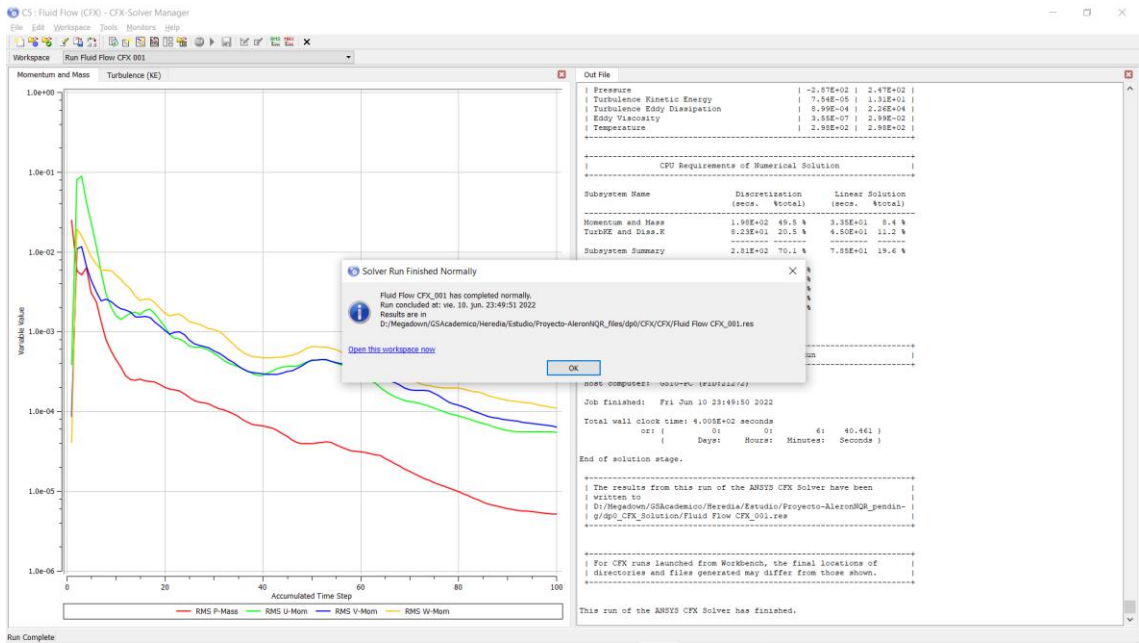 C5 : Fluid Flow (CFX) - CFX-Solver Manager
File Edit Workspace Tools Monitors Help
Workspace Run Fluid Flow CFX 001
Momentum and Mass Turbulence (KE)
1.0e+00
1.0e-01
1.0e-02
1.0e-03
1.0e-04
1.0e-05
1.0e-06
Variable Value
0 20 40 60 80 100
Accumulated Time Step
RMS P-Mass RMS U-Mom RMS V-Mom RMS W-Mom
Out File
| Pressure | -2.87E+02 | 2.47E+02 |
| Turbulence Kinetic Energy | 7.54E-05 | 1.31E+01 |
| Turbulence Eddy Dissipation | 8.99E-04 | 2.26E+04 |
| Eddy Viscosity | 3.55E-07 | 2.99E-02 |
| Temperature | 2.98E+02 | 2.98E+02 |
| CPU Requirements of Numerical Solution |
Subsystem Name Discretization Linear Solution
(secs. %total) (secs. %total)
Momentum and Mass 1.98E+02 49.5 % 3.35E+01 8.4 %
TurbKE and Diss.K 8.23E+01 20.5 % 4.50E+01 11.2 %
Subsystem Summary 2.81E+02 70.1 % 7.85E+01 19.6 %
Solver Run Finished Normally
Fluid Flow CFX_001 has completed normally.
Run concluded at: vie. 10. jun. 23:49:51 2022
Results are in
D:/Megadown/GSAcademico/Heredia/Estudio/Proyecto-AleronNQR_files/dp0/CFX/CFX/Fluid Flow CFX_001.res
Open this workspace now
OK
Job finished: Fri Jun 10 23:49:50 2022
Total wall clock time: 4.005E+02 seconds
or: ( 0: 0: 6: 40.461 )
( Days: Hours: Minutes: Seconds )
End of solution stage.
| The results from this run of the ANSYS CFX Solver have been |
| written to |
| D:/Megadown/GSAcademico/Heredia/Estudio/Proyecto-AleronNQR_pendin- |
| g/dp0_CFX_Solution/Fluid Flow CFX_001.res |
| For CFX runs launched from Workbench, the final locations of |
| directories and files generated may differ from those shown. |
This run of the ANSYS CFX Solver has finished.
Run Complete